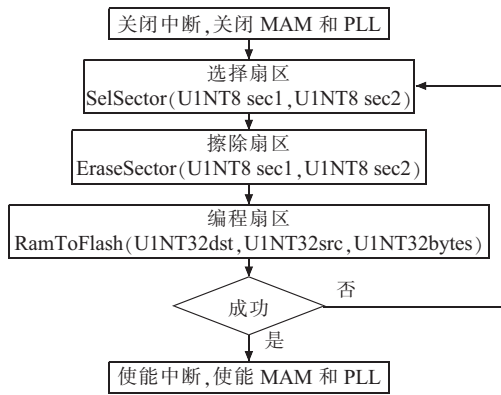 关闭中断,关闭 MAM 和 PLL
选择扇区
SelSector(U1NT8 sec1,U1NT8 sec2)
擦除扇区
EraseSector(U1NT8 sec1,U1NT8 sec2)
编程扇区
RamToFlash(U1NT32dst,U1NT32src,U1NT32bytes)
成功
否
是
使能中断,使能 MAM 和 PLL